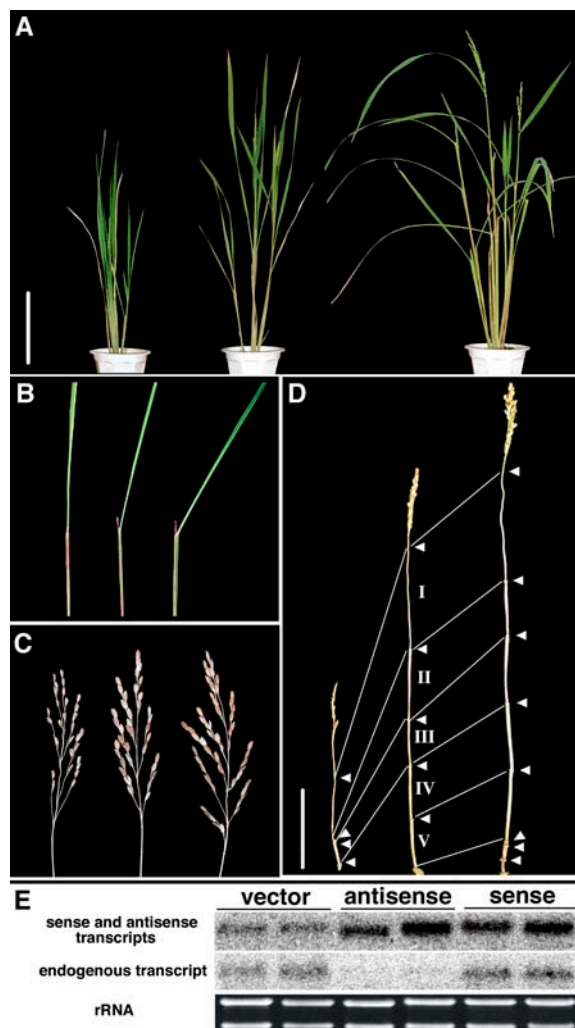 A
B
D
I
II
III
IV
V
C
E
vector antisense sense
sense and antisense
transcripts
endogenous transcript
rRNA